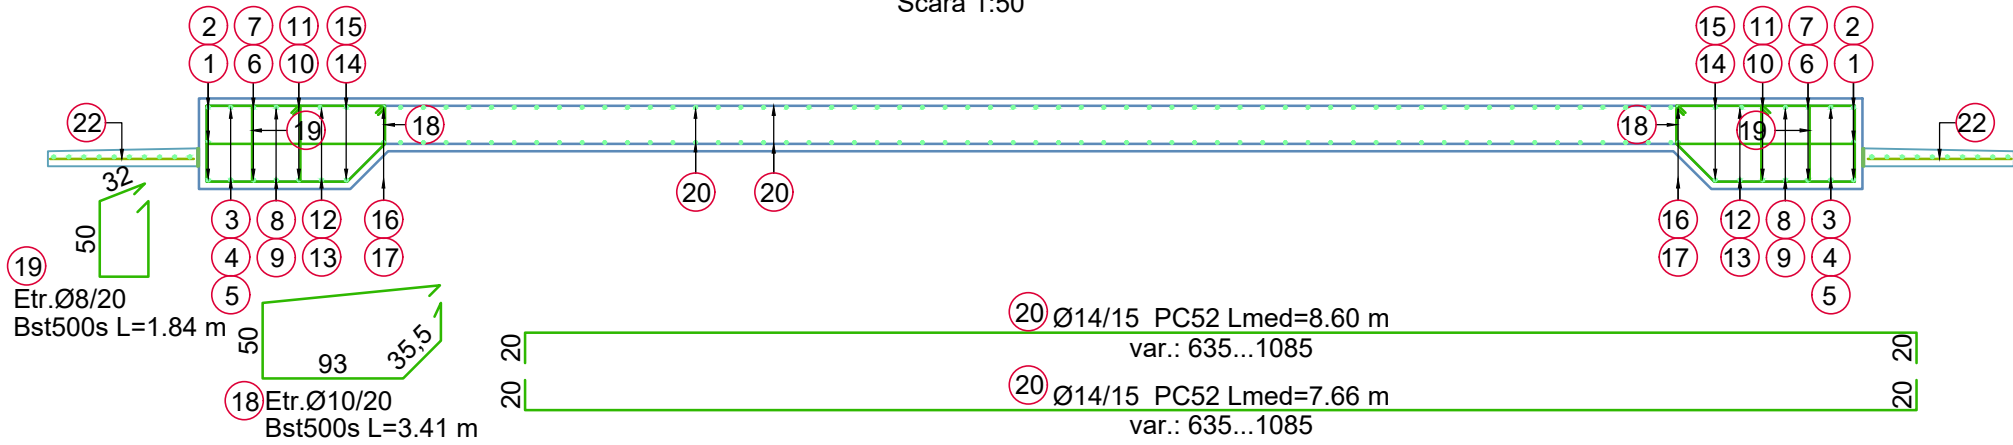 Scara 1:50
2 7 11 15 15 11 7 2
1 6 10 14 14 10 6 1
22 19 18 18 19 22
20 20
3 8 12 16 16 12 8 3
4 9 13 17 17 13 9 4
5 5
32
50
19
Etr.Ø8/20
Bst500s L=1.84 m
50
93
35,5
18 Etr.Ø10/20
Bst500s L=3.41 m
20 Ø14/15 PC52 Lmed=8.60 m
20 var.: 635...1085 20
20 Ø14/15 PC52 Lmed=7.66 m
20 var.: 635...1085 20